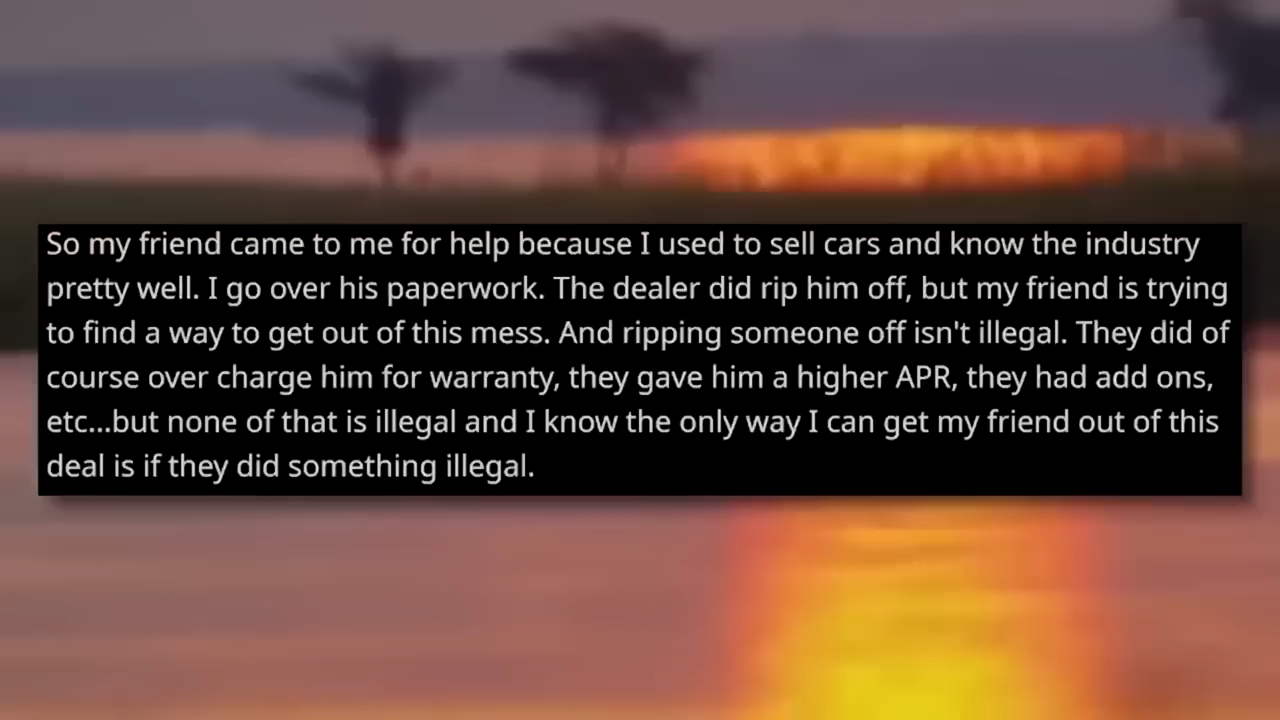 So my friend came to me for help because I used to sell cars and know the industry
pretty well. I go over his paperwork. The dealer did rip him off, but my friend is trying
to find a way to get out of this mess. And ripping someone off isn't illegal. They did of
course over charge him for warranty, they gave him a higher APR, they had add ons,
etc...but none of that is illegal and I know the only way I can get my friend out of this
deal is if they did something illegal.